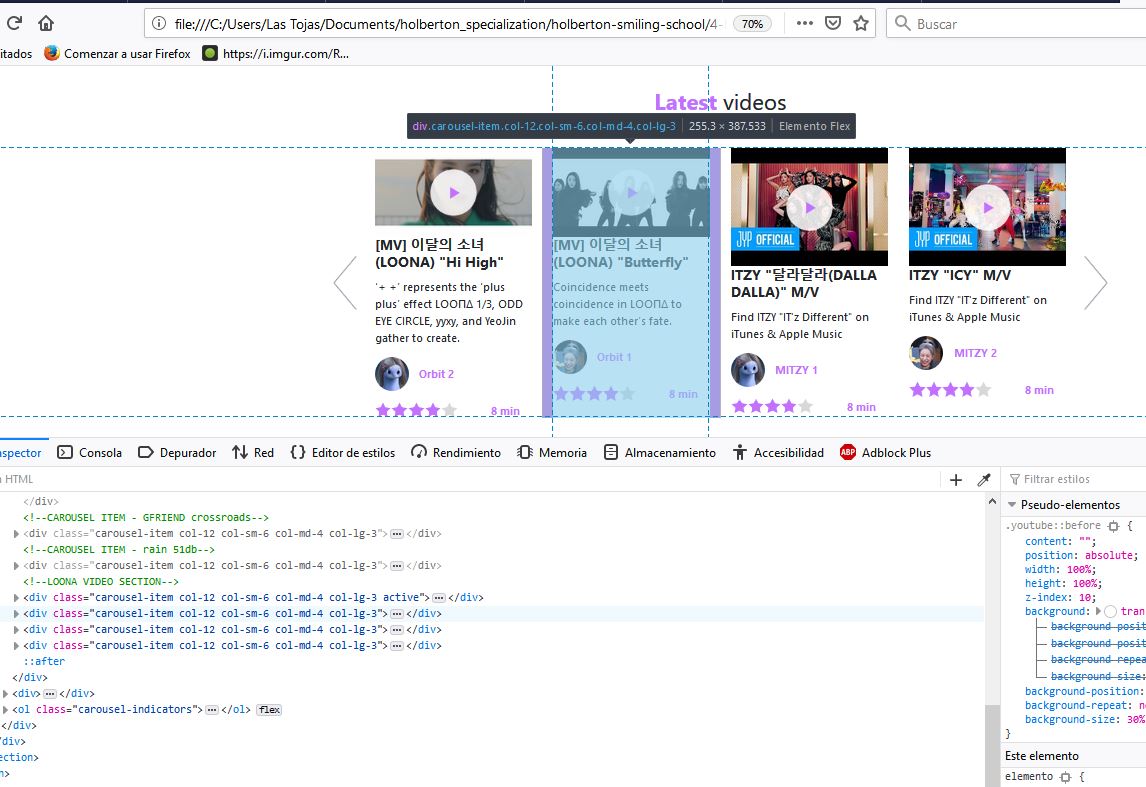 file:///C:/Users/Las Tojas/Documents/holberton_specialization/holberton-smiling-school/4-
70%
Buscar
itados
Comenzar a usar Firefox
https://i.imgur.com/R...
Latest videos
div.carousel-item.col-12.col-sm-6.col-md-4.col-lg-3
255.3 × 387.533
Elemento Flex
[MV] 이달의 소녀
(LOONA) "Hi High"
'+ +' represents the 'plus
plus' effect LOOΠΔ 1/3, ODD
EYE CIRCLE, yyxy, and YeoJin
gather to create.
Orbit 2
8 min
[MV] 이달의 소녀
(LOONA) "Butterfly"
Coincidence meets
coincidence in LOOΠΔ to
make each other's fate.
Orbit 1
8 min
JYP OFFICIAL
ITZY "달라달라(DALLA
DALLA)" M/V
Find ITZY "IT'z Different" on
iTunes & Apple Music
MITZY 1
8 min
JYP OFFICIAL
ITZY "ICY" M/V
Find ITZY "IT'z Different" on
iTunes & Apple Music
MITZY 2
8 min
nspector
Consola
Depurador
Red
Editor de estilos
Rendimiento
Memoria
Almacenamiento
Accesibilidad
ABP
Adblock Plus
HTML
</div>
<!--CAROUSEL ITEM - GFRIEND crossroads-->
<div class="carousel-item col-12 col-sm-6 col-md-4 col-lg-3">…</div>
<!--CAROUSEL ITEM - rain 51db-->
<div class="carousel-item col-12 col-sm-6 col-md-4 col-lg-3">…</div>
<!--LOONA VIDEO SECTION-->
<div class="carousel-item col-12 col-sm-6 col-md-4 col-lg-3 active">…</div>
<div class="carousel-item col-12 col-sm-6 col-md-4 col-lg-3">…</div>
<div class="carousel-item col-12 col-sm-6 col-md-4 col-lg-3">…</div>
<div class="carousel-item col-12 col-sm-6 col-md-4 col-lg-3">…</div>
::after
</div>
<div>…</div>
<ol class="carousel-indicators">…</ol> flex
</div>
/div>
ection>
n>
Filtrar estilos
Pseudo-elementos
.youtube::before {
content: "";
position: absolute;
width: 100%;
height: 100%;
z-index: 10;
background: tran
background-posit
background-posit
background-repea
background-size:
background-position:
background-repeat: no
background-size: 30%
}
Este elemento
elemento {